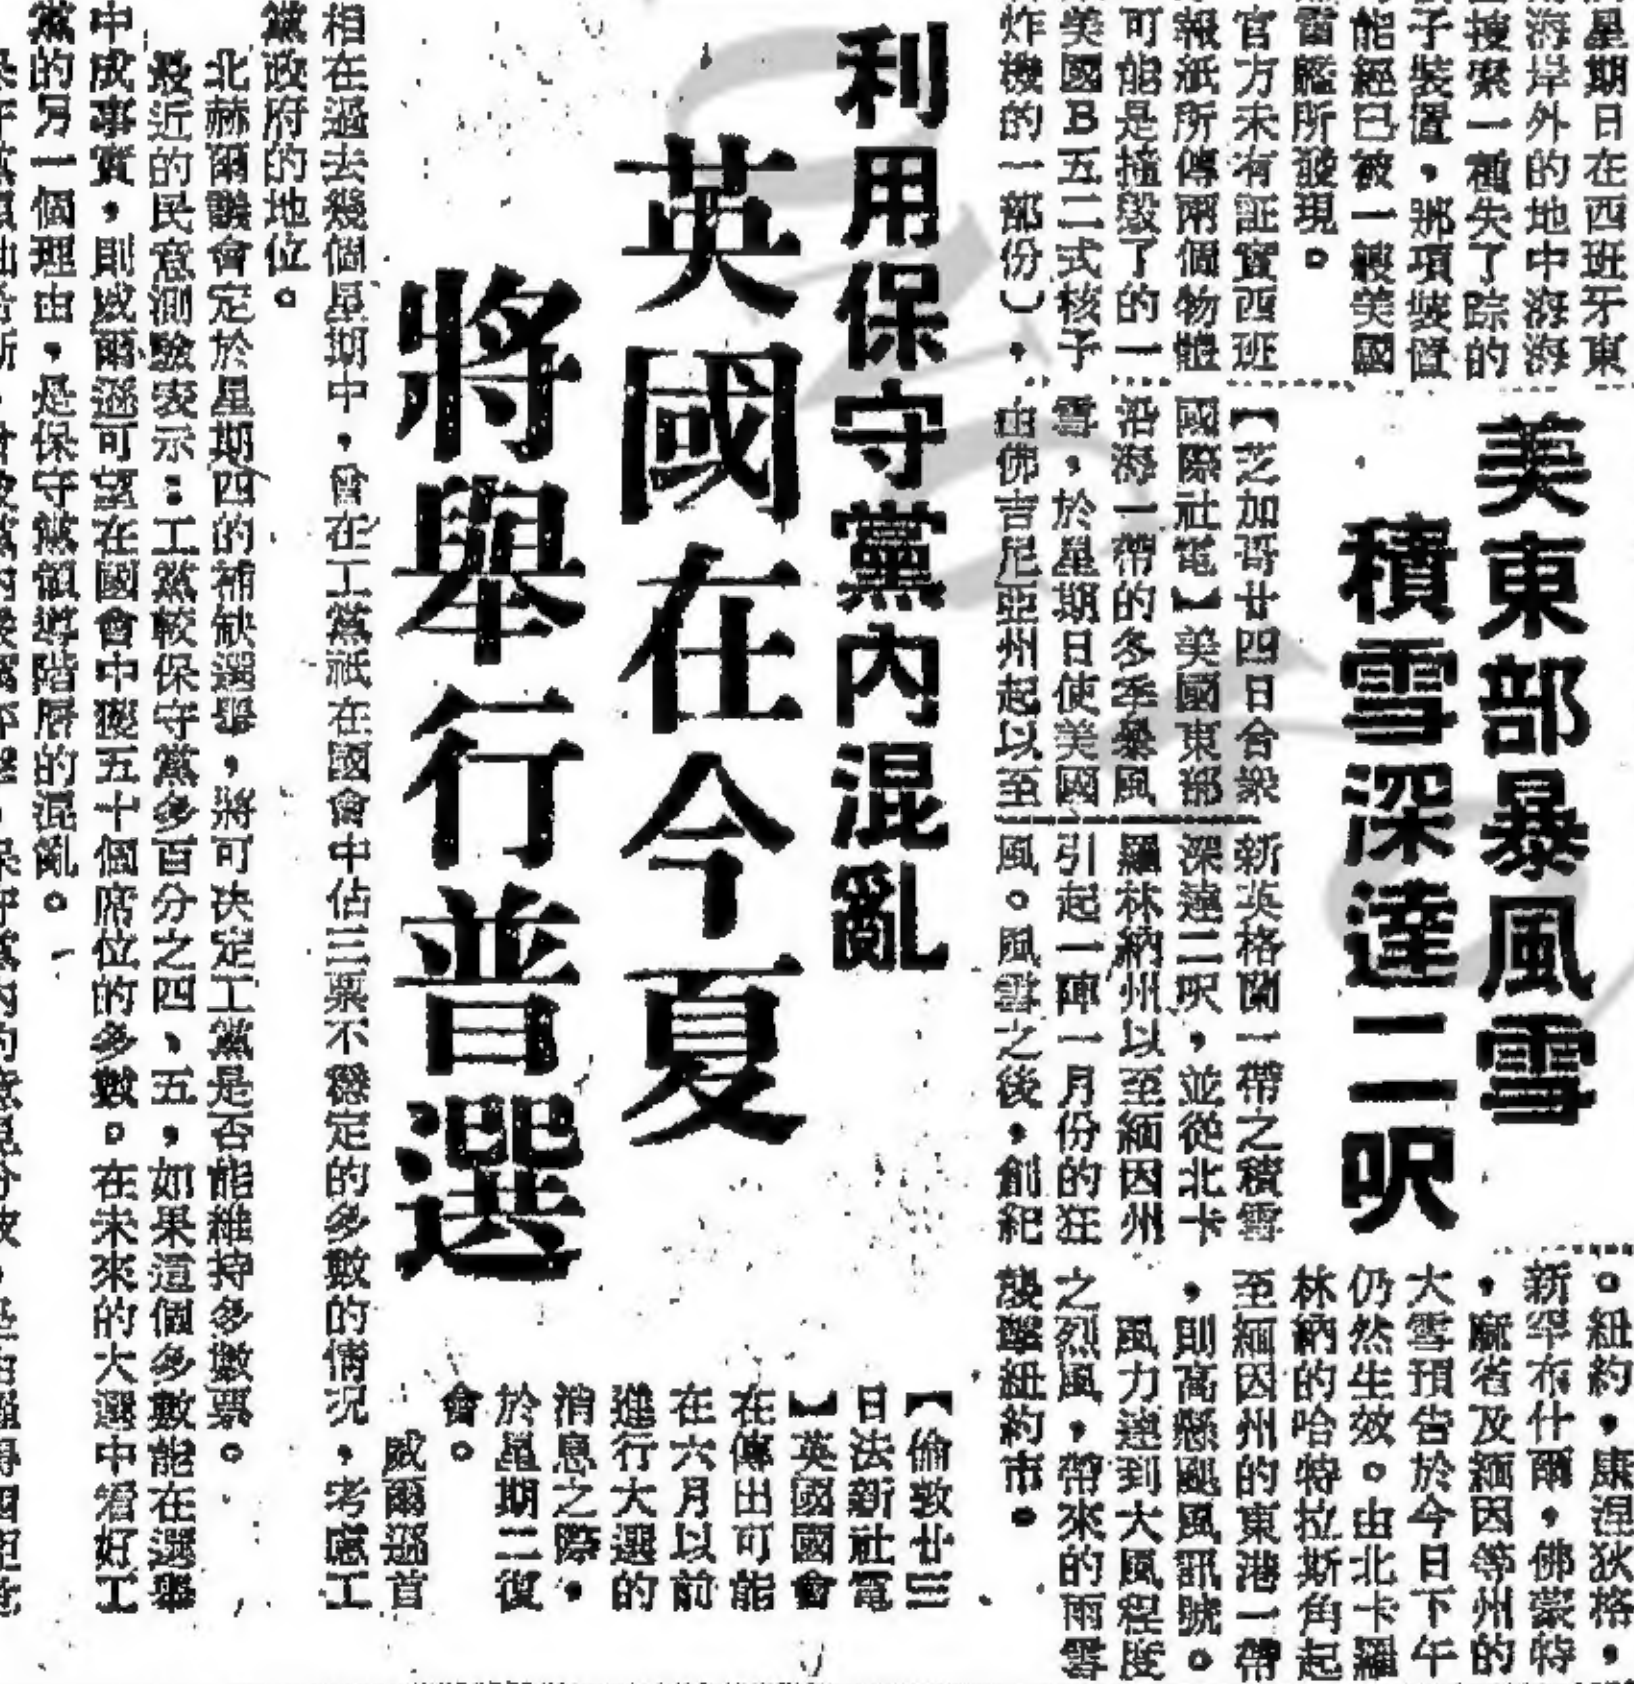 星期日在西班牙東
海岸外的地中海海
搜索一種失了踪的
子裝置,那項裝置
能經已被一艘美國
雷艦所發現。
官方未有証實西班
報紙所傳兩個物體
可能是撞毀了的一
美國B五二式核子
炸機的一部份),
美東部暴風雪
積雪深達二呎
【芝加哥廿四日合衆
國際社電】美國東部
沿海一帶的冬季暴風
雪,於星期日使美國
由佛吉尼亞州起以至
新英格蘭一帶之積雪
深達二呎,並從北卡
羅林納州以至緬因州
引起一陣一月份的狂
風。風雪之後,創紀
。紐約,康涅狄格,
新罕布什爾,佛蒙特
,麻省及緬因等州的
大雪預告於今日下午
仍然生效。由北卡羅
林納的哈特拉斯角起
至緬因州的東港一帶
,則高懸颶風訊號。
風力達到大風程度
之烈風,帶來的雨雪
襲擊紐約市。
利用保守黨內混亂
英國在今夏
將舉行普選
【倫敦廿三
日法新社電
】英國國會
在傳出可能
在六月以前
進行大選的
消息之際,
於星期二復
會。
威爾遜首
相在過去幾個星期中,曾在工黨祇在國會中佔三票不穩定的多數的情況,考慮工
黨政府的地位。
北赫爾議會定於星期四的補缺選舉,將可決定工黨是否能維持多數票。
最近的民意測驗表示:工黨較保守黨多百分之四、五,如果這個多數能在選舉
中成事實,則威爾遜可望在國會中獲五十個席位的多數。在未來的大選中看好工
黨的另一個理由,是保守黨領導階層的混亂。